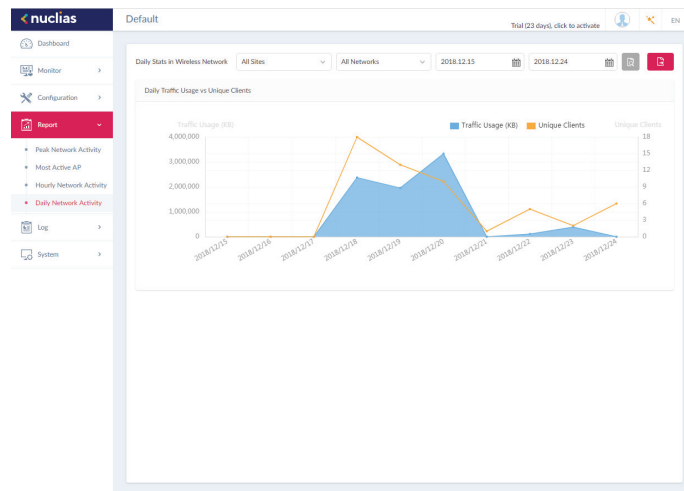 nuclias
Default
Trial (23 days), click to activate
EN
Dashboard
Monitor
Configuration
Report
Peak Network Activity
Most Active AP
Hourly Network Activity
Daily Network Activity
Log
System
Daily Stats in Wireless Network
All Sites
All Networks
2018.12.15
2018.12.24
Daily Traffic Usage vs Unique Clients
Traffic Usage (KB)
Traffic Usage (KB)
Unique Clients
Unique Clients
4,000,000
3,000,000
2,000,000
1,000,000
0
18
15
12
9
6
3
0
2018/12/15
2018/12/16
2018/12/17
2018/12/18
2018/12/19
2018/12/20
2018/12/21
2018/12/22
2018/12/23
2018/12/24